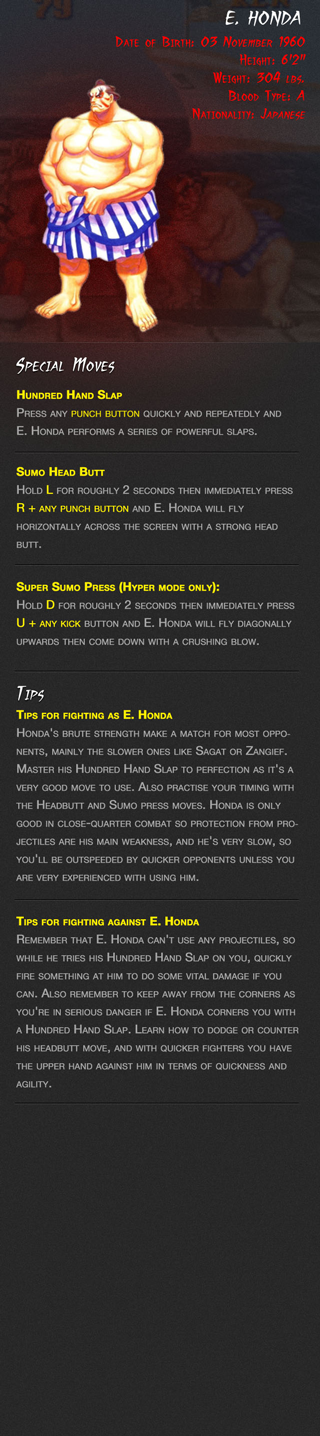 E. HONDA
DATE OF BIRTH: 03 NOVEMBER 1960
HEIGHT: 6'2"
WEIGHT: 304 LBS.
BLOOD TYPE: A
NATIONALITY: JAPANESE
SPECIAL MOVES
HUNDRED HAND SLAP
PRESS ANY PUNCH BUTTON QUICKLY AND REPEATEDLY AND
E. HONDA PERFORMS A SERIES OF POWERFUL SLAPS.
SUMO HEAD BUTT
HOLD L FOR ROUGHLY 2 SECONDS THEN IMMEDIATELY PRESS
R + ANY PUNCH BUTTON AND E. HONDA WILL FLY
HORIZONTALLY ACROSS THE SCREEN WITH A STRONG HEAD
BUTT.
SUPER SUMO PRESS (HYPER MODE ONLY):
HOLD D FOR ROUGHLY 2 SECONDS THEN IMMEDIATELY PRESS
U + ANY KICK BUTTON AND E. HONDA WILL FLY DIAGONALLY
UPWARDS THEN COME DOWN WITH A CRUSHING BLOW.
TIPS
TIPS FOR FIGHTING AS E. HONDA
HONDA'S BRUTE STRENGTH MAKE A MATCH FOR MOST OPPO-
NENTS, MAINLY THE SLOWER ONES LIKE SAGAT OR ZANGIEF.
MASTER HIS HUNDRED HAND SLAP TO PERFECTION AS IT'S A
VERY GOOD MOVE TO USE. ALSO PRACTISE YOUR TIMING WITH
THE HEADBUTT AND SUMO PRESS MOVES. HONDA IS ONLY
GOOD IN CLOSE-QUARTER COMBAT SO PROTECTION FROM PRO-
JECTILES ARE HIS MAIN WEAKNESS, AND HE'S VERY SLOW, SO
YOU'LL BE OUTSPEEDED BY QUICKER OPPONENTS UNLESS YOU
ARE VERY EXPERIENCED WITH USING HIM.
TIPS FOR FIGHTING AGAINST E. HONDA
REMEMBER THAT E. HONDA CAN'T USE ANY PROJECTILES, SO
WHILE HE TRIES HIS HUNDRED HAND SLAP ON YOU, QUICKLY
FIRE SOMETHING AT HIM TO DO SOME VITAL DAMAGE IF YOU
CAN. ALSO REMEMBER TO KEEP AWAY FROM THE CORNERS AS
YOU'RE IN SERIOUS DANGER IF E. HONDA CORNERS YOU WITH
A HUNDRED HAND SLAP. LEARN HOW TO DODGE OR COUNTER
HIS HEADBUTT MOVE, AND WITH QUICKER FIGHTERS YOU HAVE
THE UPPER HAND AGAINST HIM IN TERMS OF QUICKNESS AND
AGILITY.